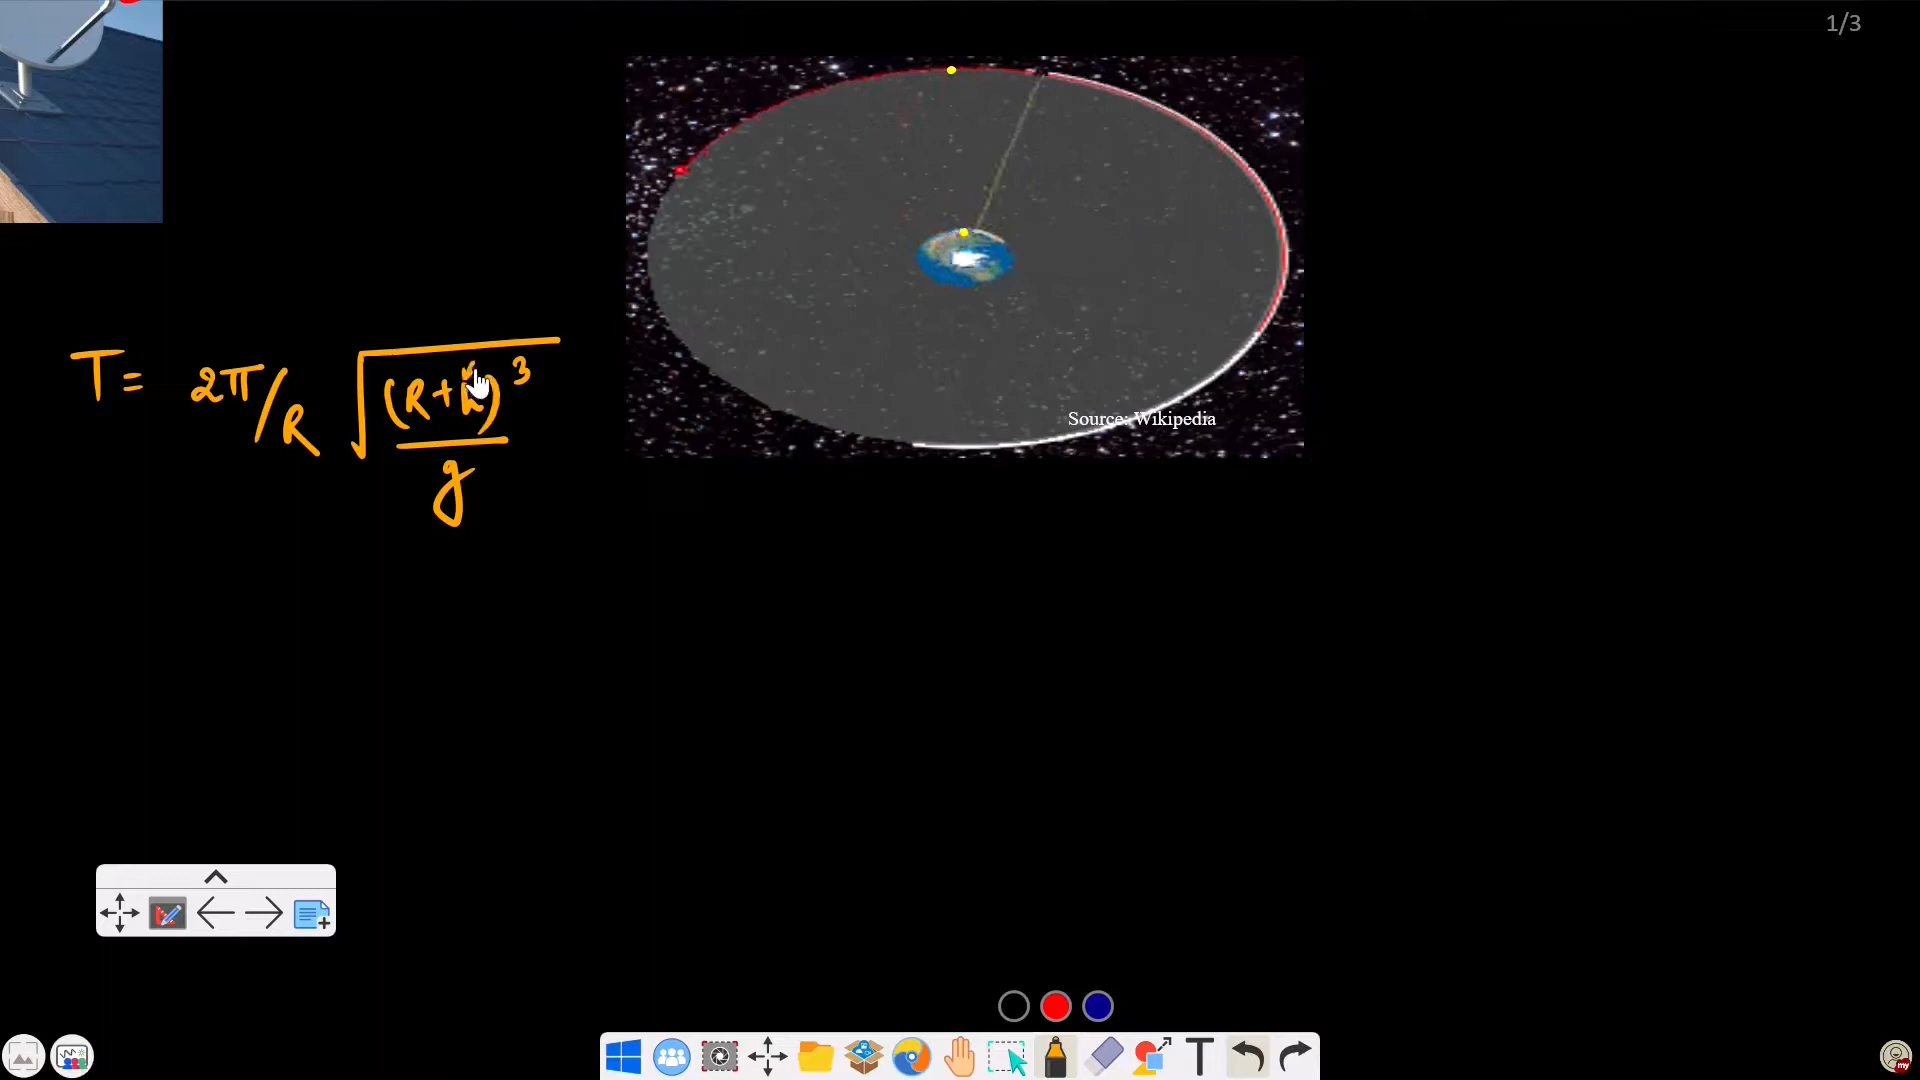 1/3
Source: Wikipedia
T = 2π/R √((R+h)³/g)